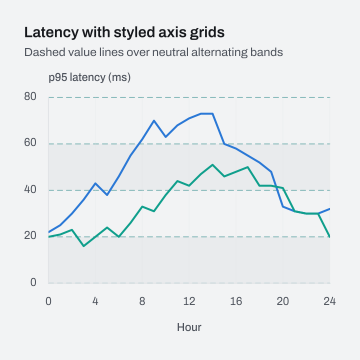 Latency with styled axis grids
Dashed value lines over neutral alternating bands
p95 latency (ms)
80
60
40
20
0
0 4 8 12 16 20 24
Hour